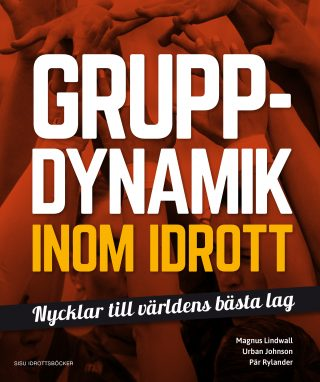 GRUPP-
DYNAMIK
INOM IDROTT
Nycklar till världens bästa lag
Magnus Lindwall
Urban Johnson
Pär Rylander
SISU IDROTTSBÖCKER